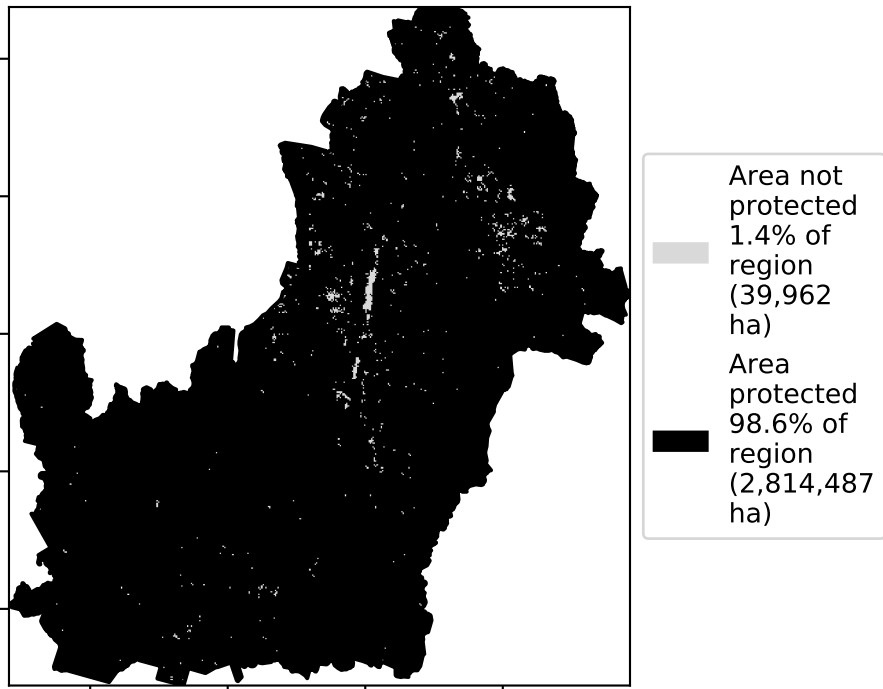 Area not
protected
1.4% of
region
(39,962
ha)
Area
protected
98.6% of
region
(2,814,487
ha)